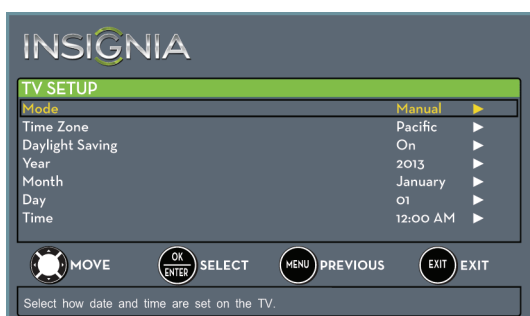 INSIGNIA
TV SETUP
Mode Manual
Time Zone Pacific
Daylight Saving On
Year 2013
Month January
Day 01
Time 12:00 AM
MOVE OK ENTER SELECT MENU PREVIOUS EXIT EXIT
Select how date and time are set on the TV.